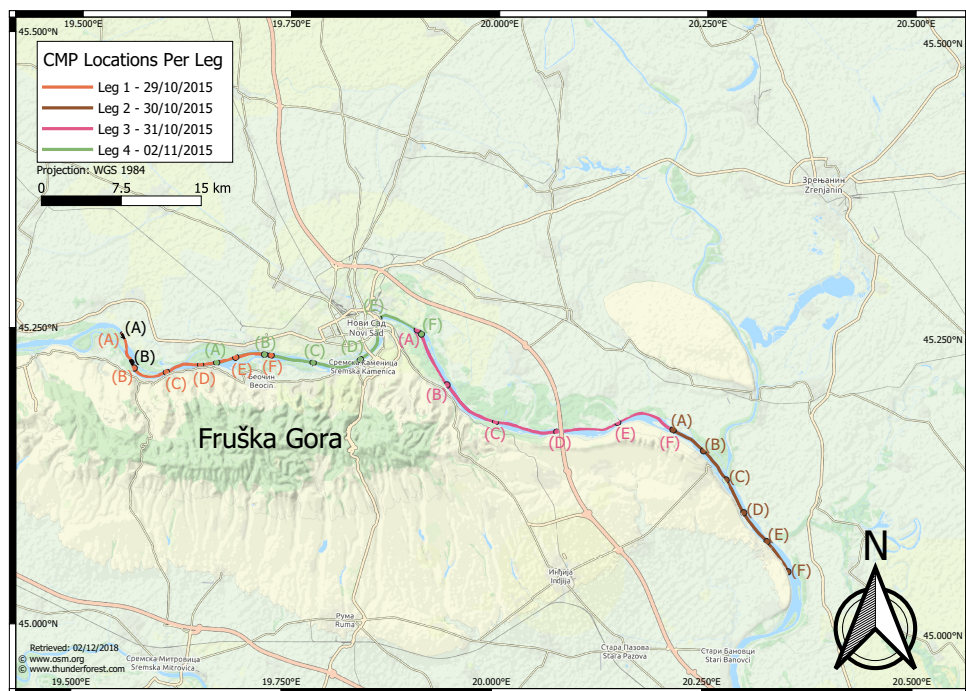 19.500°E 19.750°E 20.000°E 20.250°E 20.500°E
45.500°N
45.500°N
CMP Locations Per Leg
Leg 1 - 29/10/2015
Leg 2 - 30/10/2015
Leg 3 - 31/10/2015
Leg 4 - 02/11/2015
Projection: WGS 1984
0 7.5 15 km
Зрењанин
Zrenjanin
(E)
45.250°N
(A)
(A)
Нови Сад
Novi Sad
(A)
(F)
45.250°N
(B)
(B)
(C)
(D)
(A)
(E)
(B)
(F)
(C)
(D)
Сремска Каменица
Sremska Kamenica
Беочин
Beocin
(B)
(C)
(D)
(E)
(F)
(A)
(B)
Fruška Gora
(C)
(D)
(E)
(F)
N
Инђија
Indjija
Рума
Ruma
45.000°N
45.000°N
Retrieved: 02/12/2018
© www.osm.org
© www.thunderforest.com
Сремска Митровица
Sremska Mitrovica
Стара Пазова
Stara Pazova
Стари Бановци
Stari Banovci
19.500°E 19.750°E 20.000°E 20.250°E 20.500°E